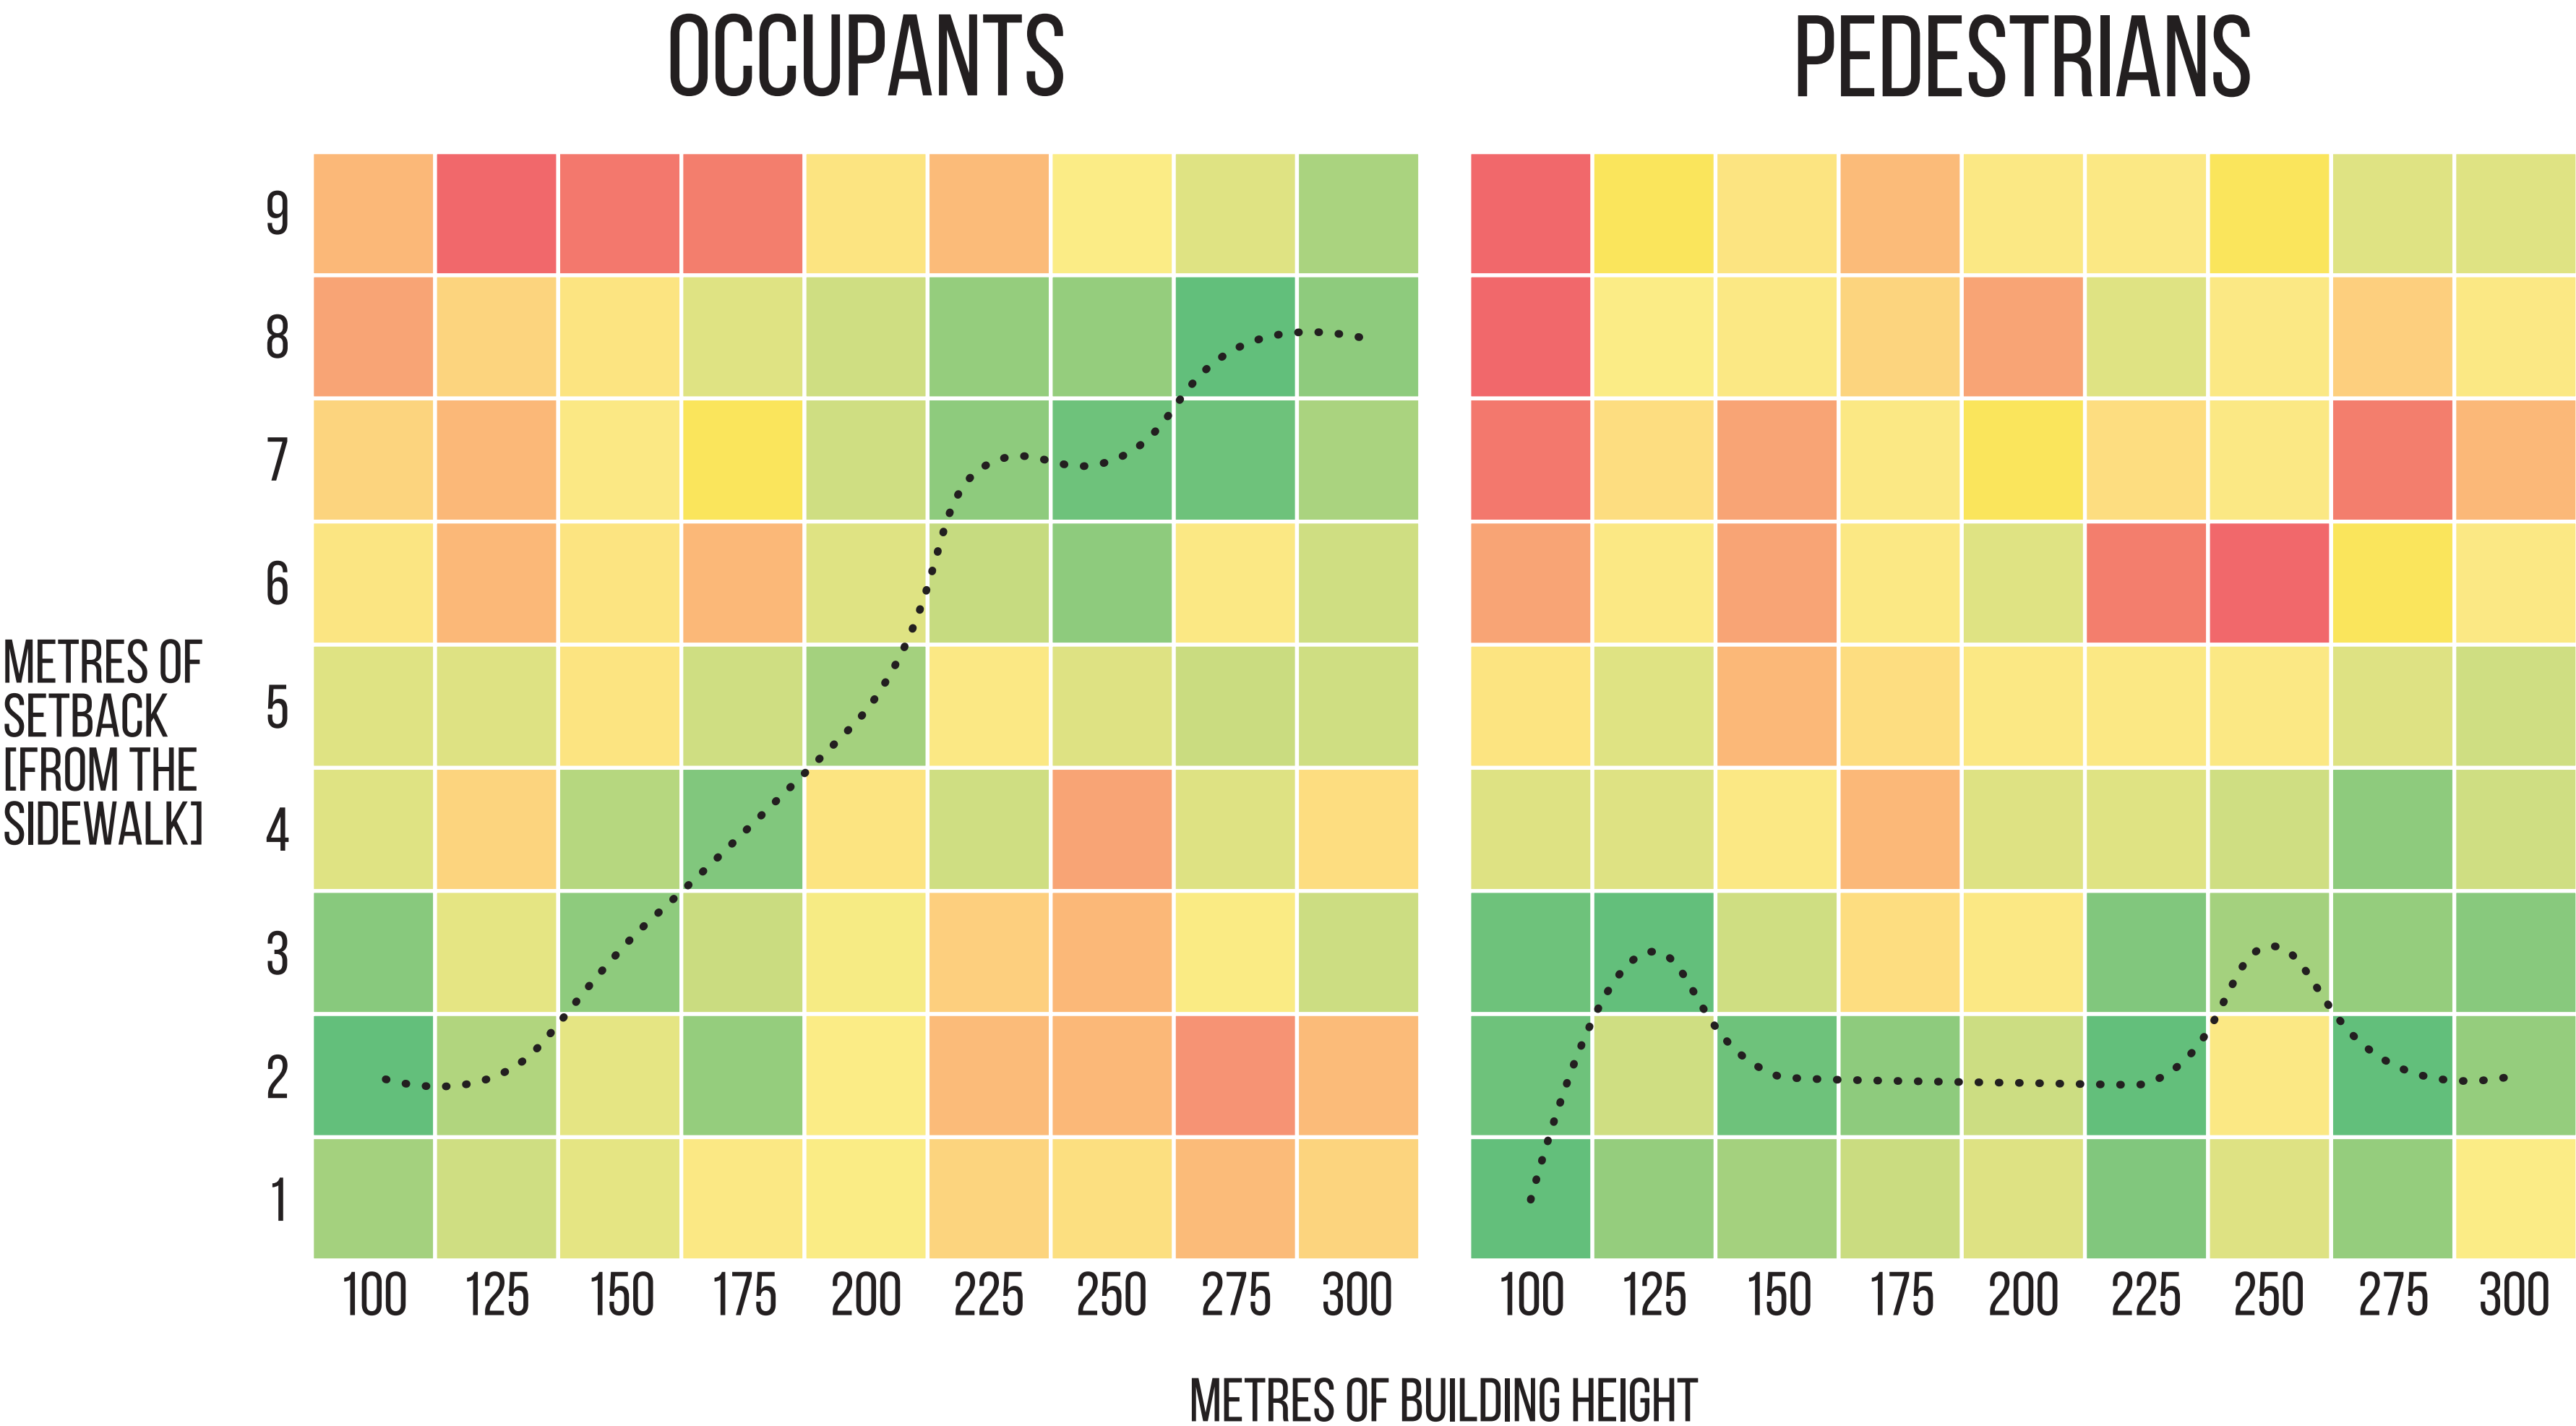 OCCUPANTS
PEDESTRIANS
9
8
7
6
5
4
3
2
1
METRES OF
SETBACK
[FROM THE
SIDEWALK]
100 125 150 175 200 225 250 275 300
100 125 150 175 200 225 250 275 300
METRES OF BUILDING HEIGHT